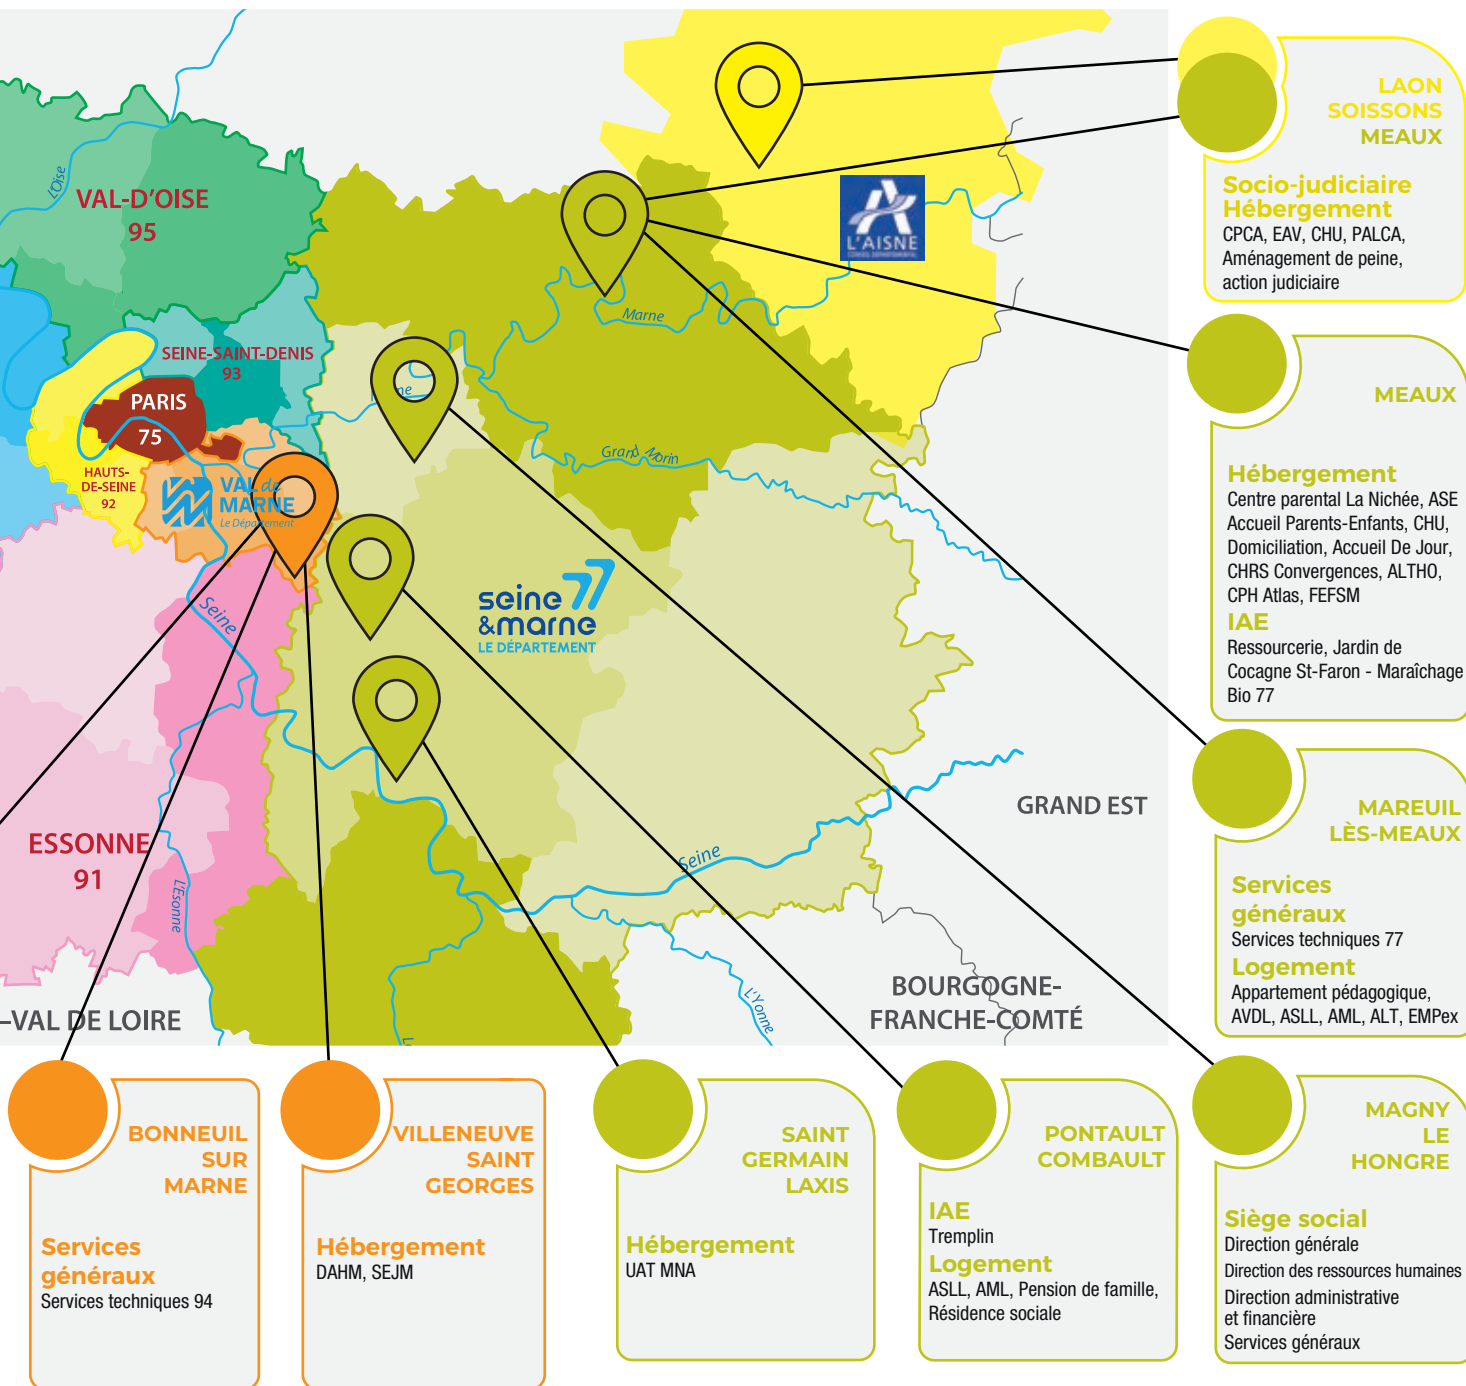 L'Oise
VAL-D'OISE
95
SEINE-SAINT-DENIS
93
PARIS
75
HAUTS-
DE-SEINE
92
VAL de
MARNE
Le Département
Marne
Grand Morin
L'AISNE
seine 77
&marne
LE DÉPARTEMENT
Seine
ESSONNE
91
L'Esonne
Seine
GRAND EST
L'Yonne
BOURGOGNE-
FRANCHE-COMTÉ
–VAL DE LOIRE
LAON
SOISSONS
MEAUX
Socio-judiciaire
Hébergement
CPCA, EAV, CHU, PALCA,
Aménagement de peine,
action judiciaire
MEAUX
Hébergement
Centre parental La Nichée, ASE
Accueil Parents-Enfants, CHU,
Domiciliation, Accueil De Jour,
CHRS Convergences, ALTHO,
CPH Atlas, FEFSM
IAE
Ressourcerie, Jardin de
Cocagne St-Faron - Maraîchage
Bio 77
MAREUIL
LÈS-MEAUX
Services
généraux
Services techniques 77
Logement
Appartement pédagogique,
AVDL, ASLL, AML, ALT, EMPex
BONNEUIL
SUR
MARNE
Services
généraux
Services techniques 94
VILLENEUVE
SAINT
GEORGES
Hébergement
DAHM, SEJM
SAINT
GERMAIN
LAXIS
Hébergement
UAT MNA
PONTAULT
COMBAULT
IAE
Tremplin
Logement
ASLL, AML, Pension de famille,
Résidence sociale
MAGNY
LE
HONGRE
Siège social
Direction générale
Direction des ressources humaines
Direction administrative
et financière
Services généraux